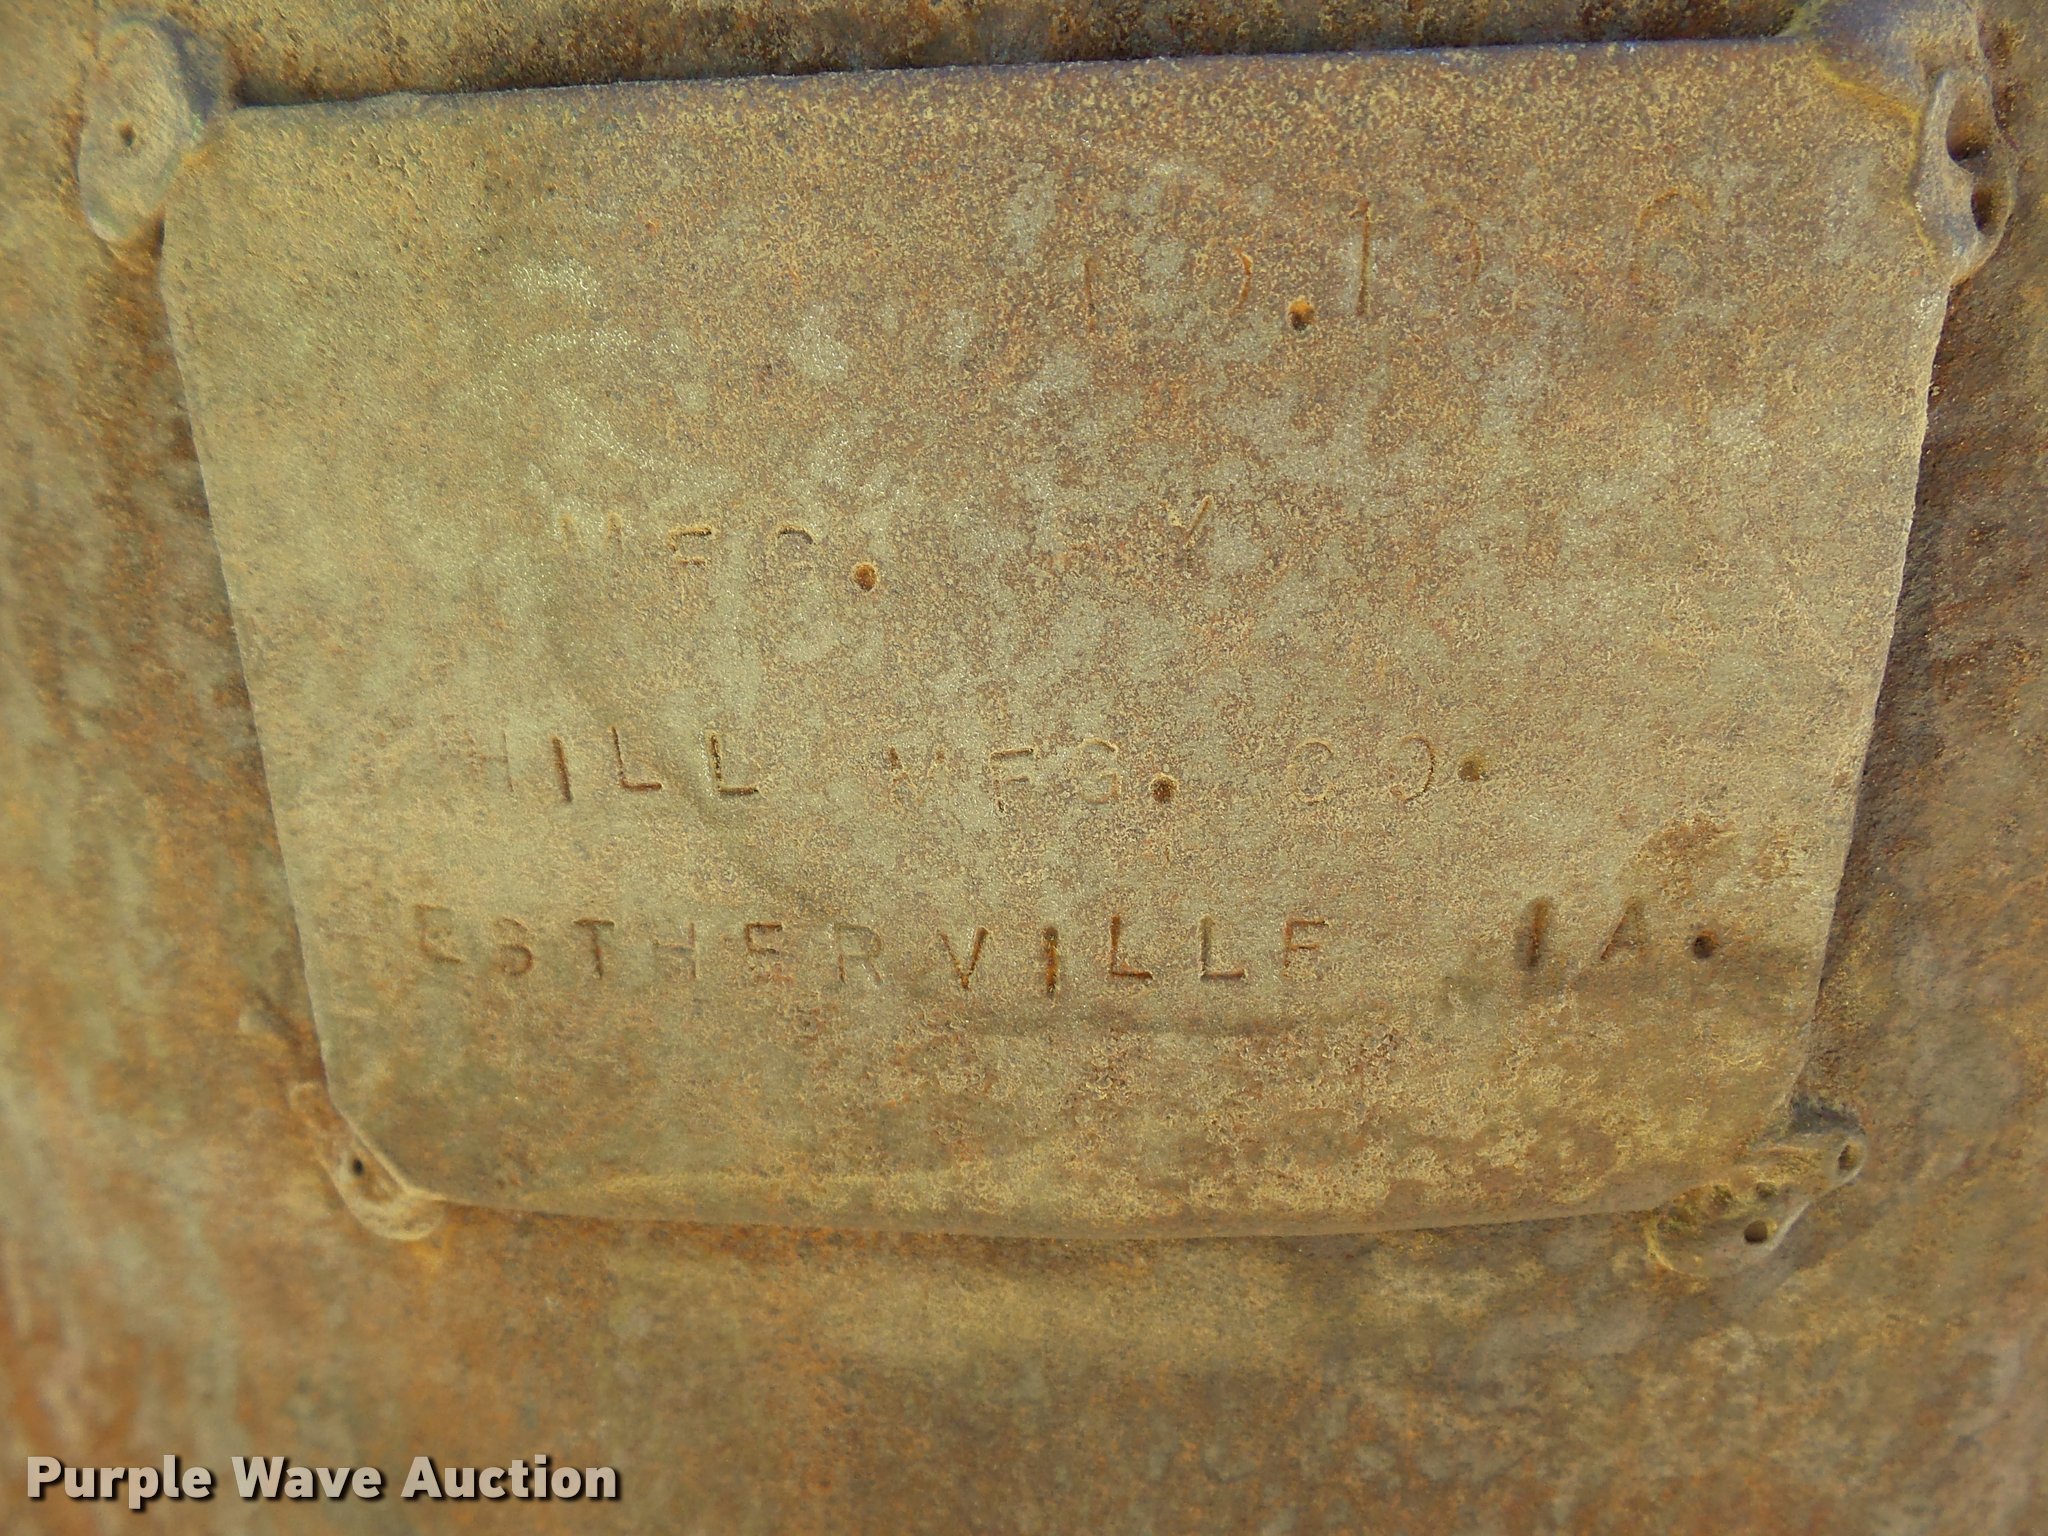 MFG.
HILL MFG. CO.
ESTHERVILLE IA.
Purple Wave Auction